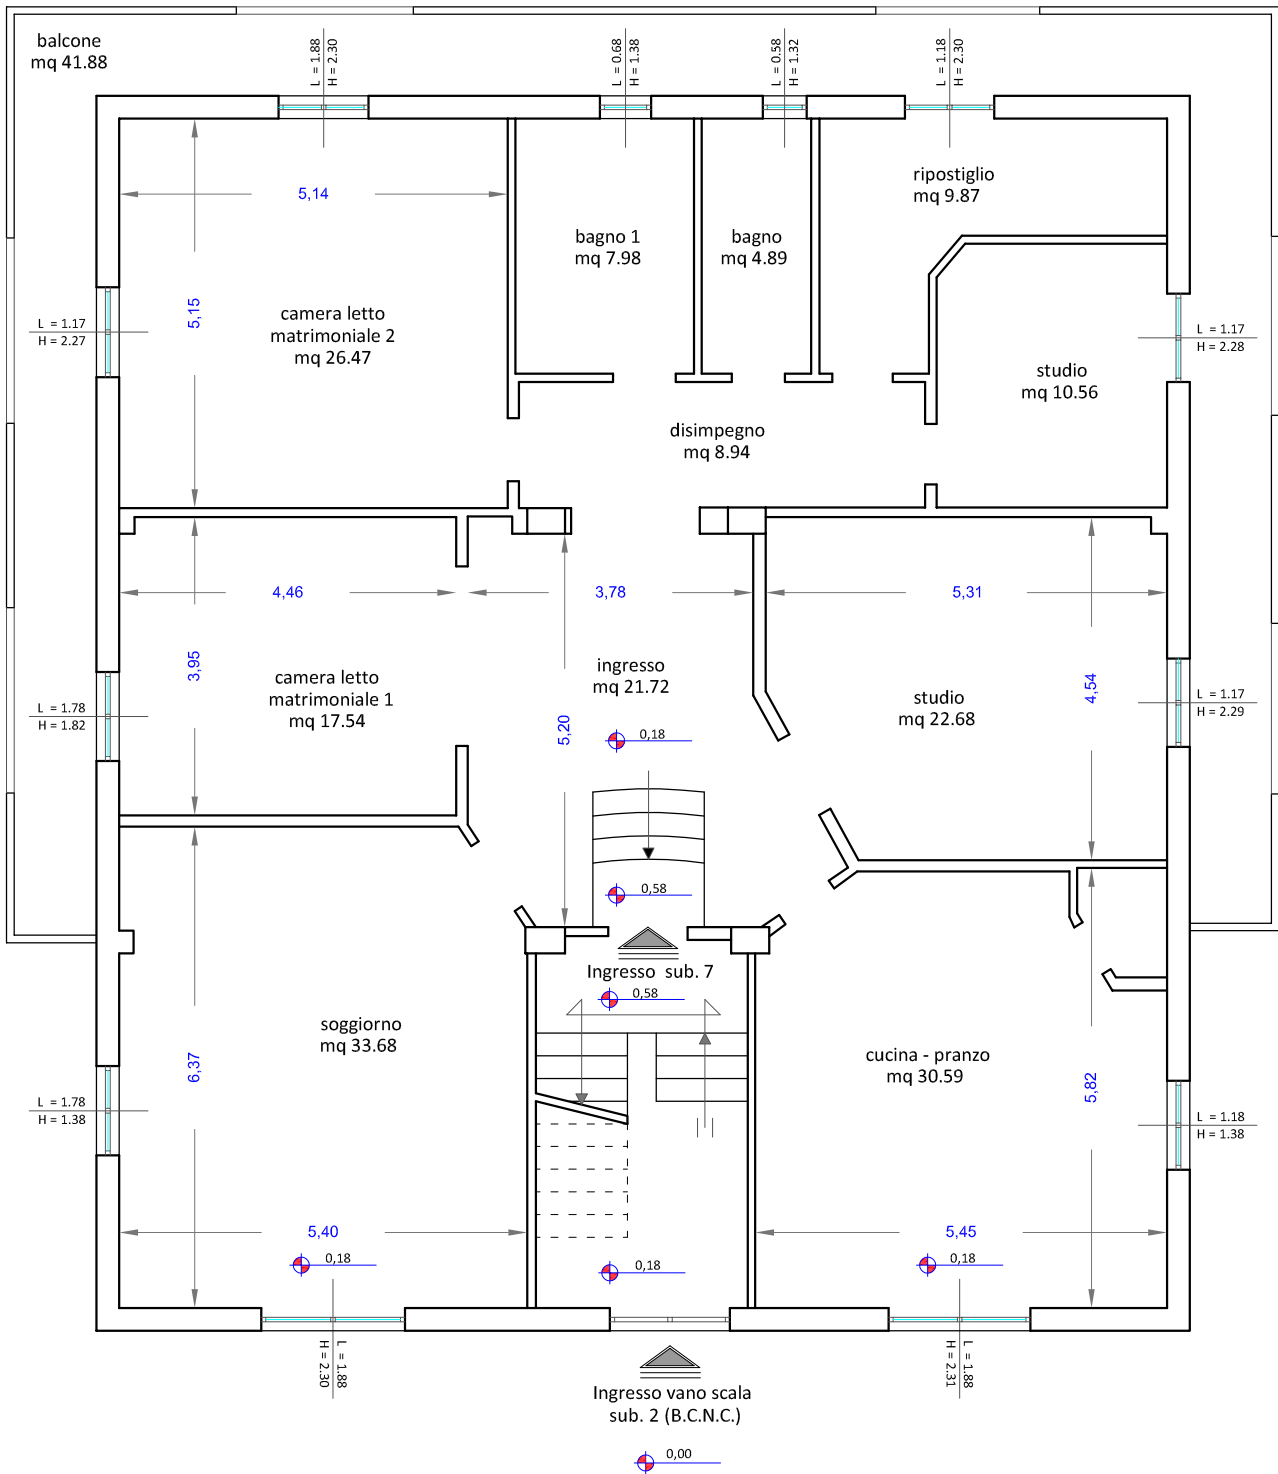 balcone
mq 41.88
L = 1.88
H = 2.30
L = 0.68
H = 1.38
L = 0.58
H = 1.32
L = 1.18
H = 2.30
5,14
ripostiglio
mq 9.87
bagno 1
mq 7.98
bagno
mq 4.89
5,15
camera letto
matrimoniale 2
mq 26.47
L = 1.17
H = 2.27
L = 1.17
H = 2.28
studio
mq 10.56
disimpegno
mq 8.94
4,46
3,78
5,31
3,95
camera letto
matrimoniale 1
mq 17.54
ingresso
mq 21.72
studio
mq 22.68
4,54
L = 1.17
H = 2.29
L = 1.78
H = 1.82
5,20
0,18
0,58
Ingresso sub. 7
0,58
soggiorno
mq 33.68
cucina - pranzo
mq 30.59
6,37
5,82
L = 1.78
H = 1.38
L = 1.18
H = 1.38
5,40
5,45
0,18
0,18
0,18
L = 1.88
H = 2.30
L = 1.88
H = 2.31
Ingresso vano scala
sub. 2 (B.C.N.C.)
0,00